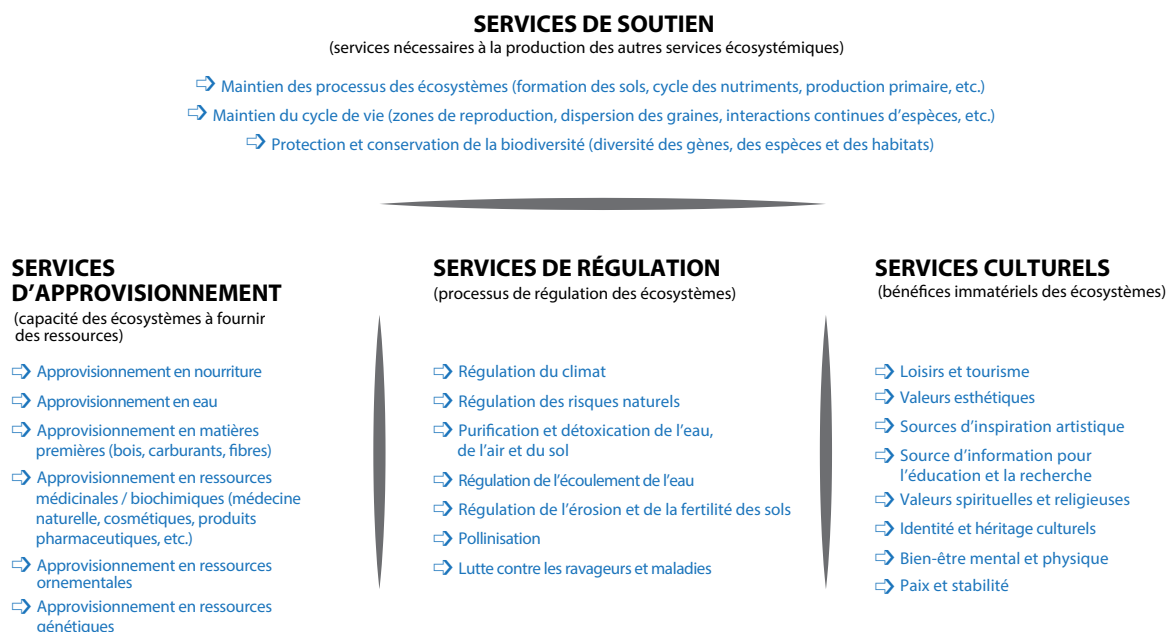 SERVICES DE SOUTIEN
(services nécessaires à la production des autres services écosystémiques)
Maintien des processus des écosystèmes (formation des sols, cycle des nutriments, production primaire, etc.)
Maintien du cycle de vie (zones de reproduction, dispersion des graines, interactions continues d'espèces, etc.)
Protection et conservation de la biodiversité (diversité des gènes, des espèces et des habitats)
SERVICES
D'APPROVISIONNEMENT
(capacité des écosystèmes à fournir
des ressources)
Approvisionnement en nourriture
Approvisionnement en eau
Approvisionnement en matières
premières (bois, carburants, fibres)
Approvisionnement en ressources
médicinales / biochimiques (médecine
naturelle, cosmétiques, produits
pharmaceutiques, etc.)
Approvisionnement en ressources
ornementales
Approvisionnement en ressources
génétiques
SERVICES DE RÉGULATION
(processus de régulation des écosystèmes)
Régulation du climat
Régulation des risques naturels
Purification et détoxication de l'eau,
de l'air et du sol
Régulation de l'écoulement de l'eau
Régulation de l'érosion et de la fertilité des sols
Pollinisation
Lutte contre les ravageurs et maladies
SERVICES CULTURELS
(bénéfices immatériels des écosystèmes)
Loisirs et tourisme
Valeurs esthétiques
Sources d'inspiration artistique
Source d'information pour
l'éducation et la recherche
Valeurs spirituelles et religieuses
Identité et héritage culturels
Bien-être mental et physique
Paix et stabilité